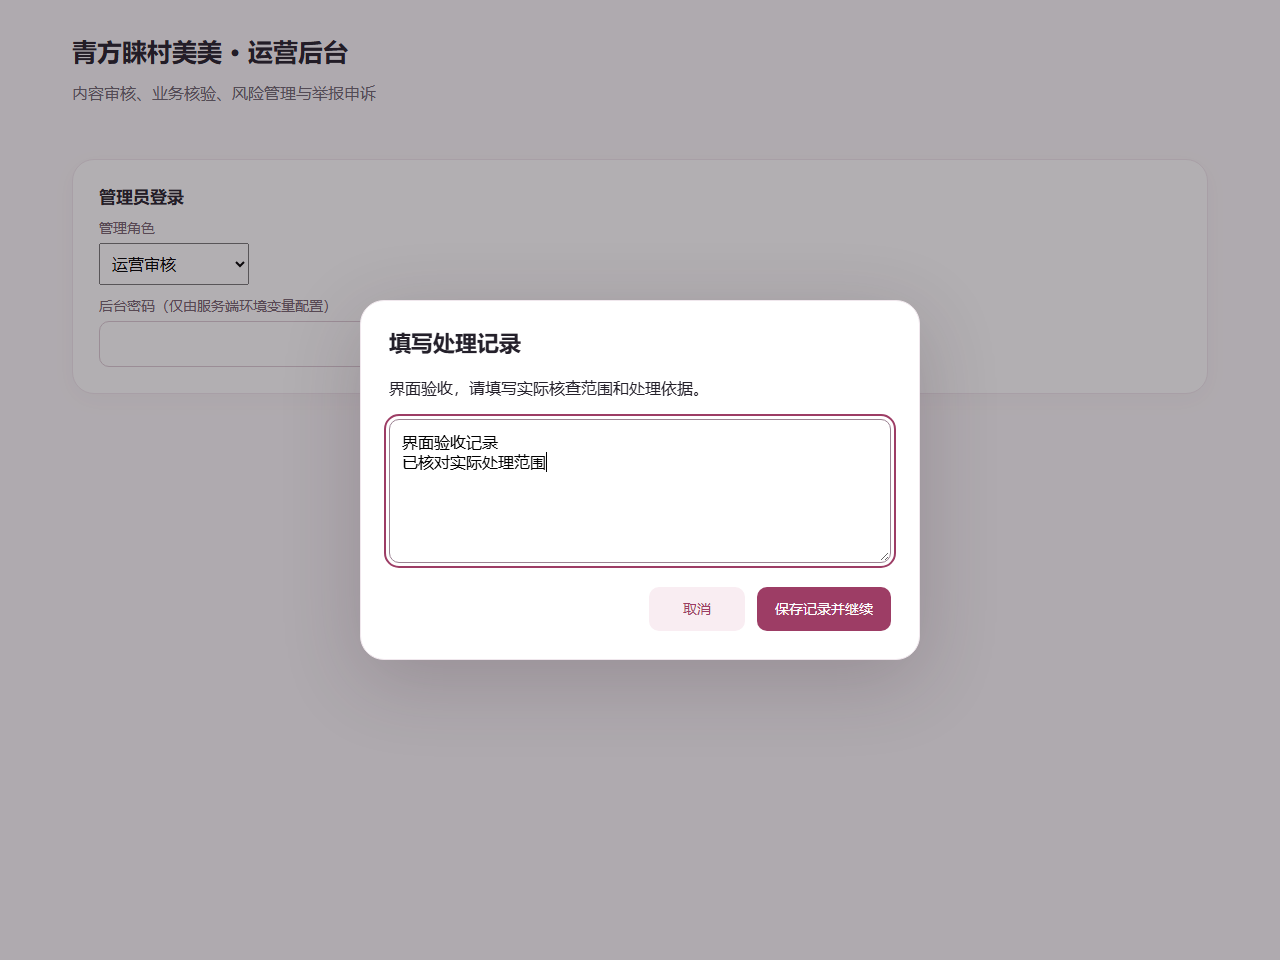 青方睐村美美 • 运营后台
内容审核、业务核验、风险管理与举报申诉
管理员登录
管理角色
运营审核
后台密码（仅由服务端环境变量配置）
填写处理记录
界面验收，请填写实际核查范围和处理依据。
界面验收记录
已核对实际处理范围
取消
保存记录并继续